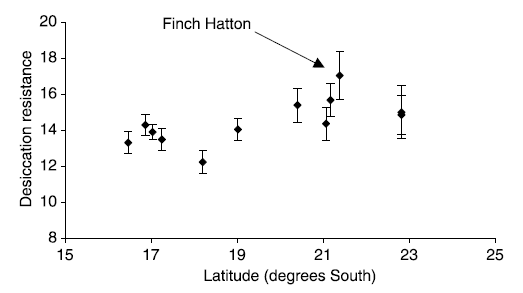 Finch Hatton
Desiccation resistance
20
18
16
14
12
10
8
15 17 19 21 23 25
Latitude (degrees South)